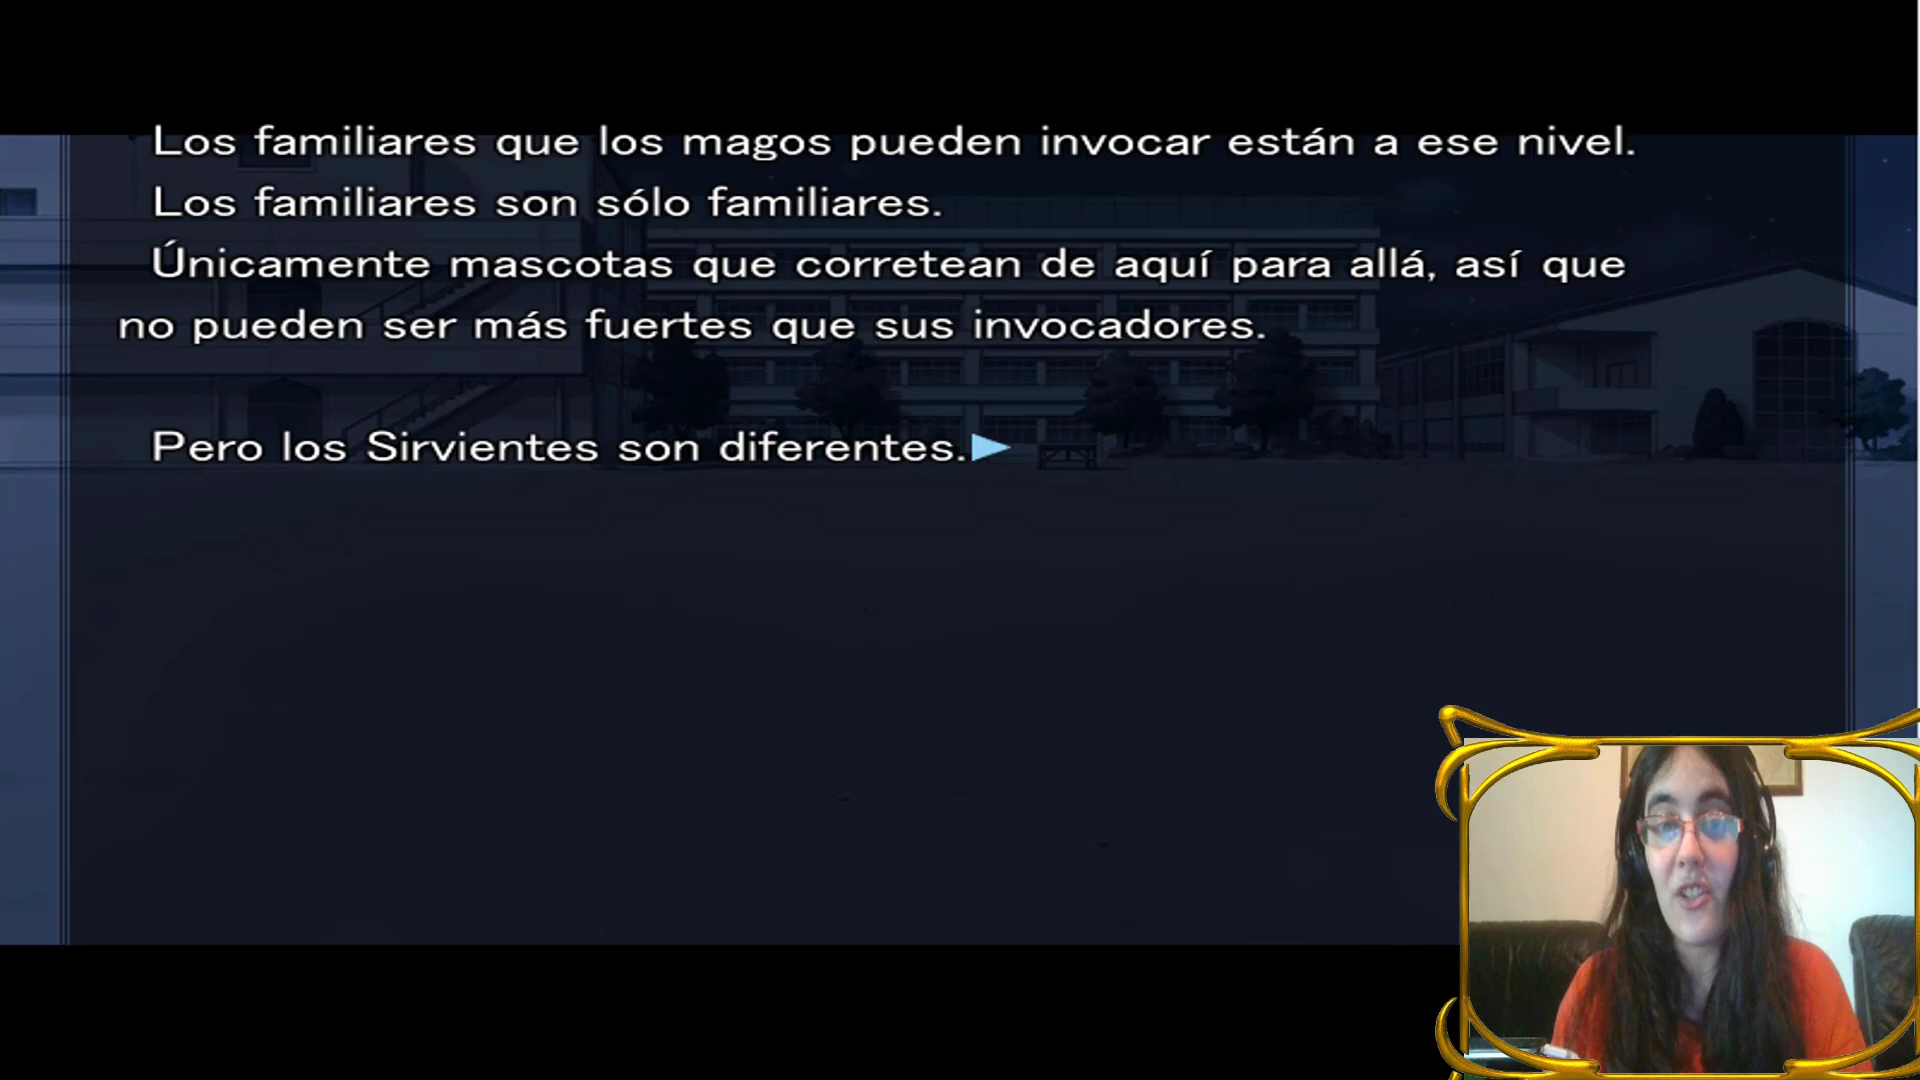 Los familiares que los magos pueden invocar están a ese nivel.
Los familiares son sólo familiares.
Únicamente mascotas que corretean de aquí para allá, así que
no pueden ser más fuertes que sus invocadores.
Pero los Sirvientes son diferentes.